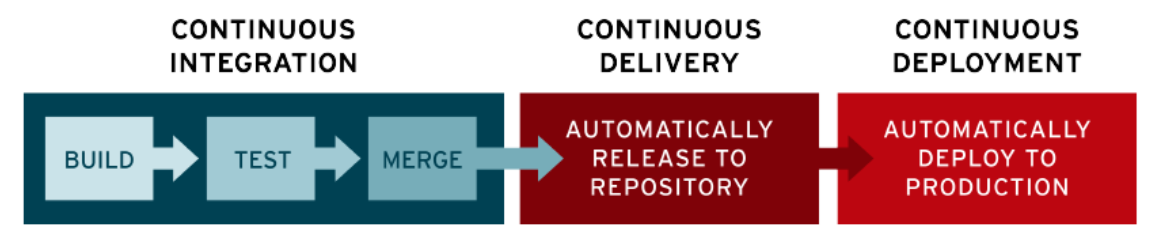 CONTINUOUS
INTEGRATION
BUILD
TEST
MERGE
CONTINUOUS
DELIVERY
AUTOMATICALLY
RELEASE TO
REPOSITORY
CONTINUOUS
DEPLOYMENT
AUTOMATICALLY
DEPLOY TO
PRODUCTION